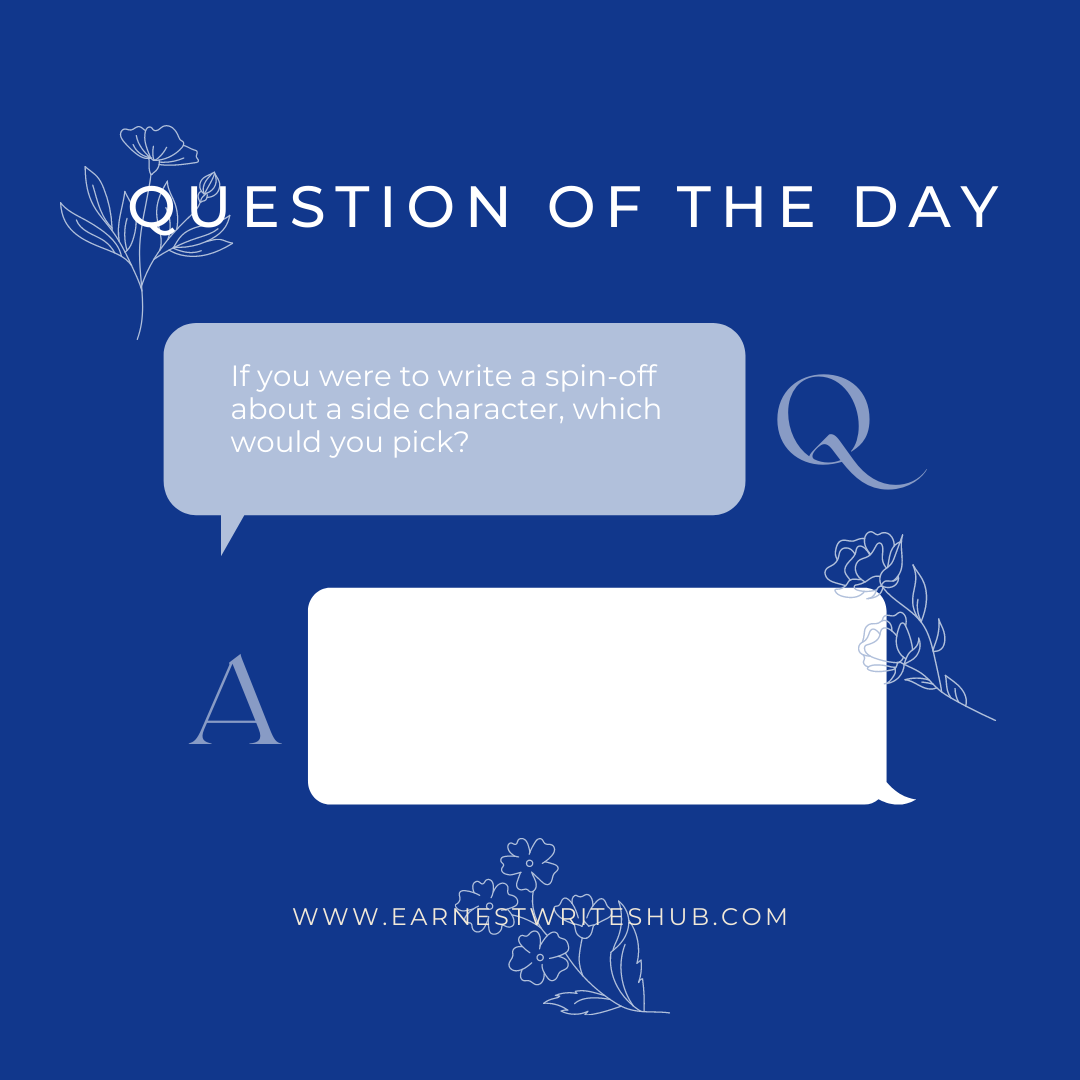 QUESTION OF THE DAY
If you were to write a spin-off
about a side character, which
would you pick?
Q
A
WWW.EARNESTWRITESHUB.COM